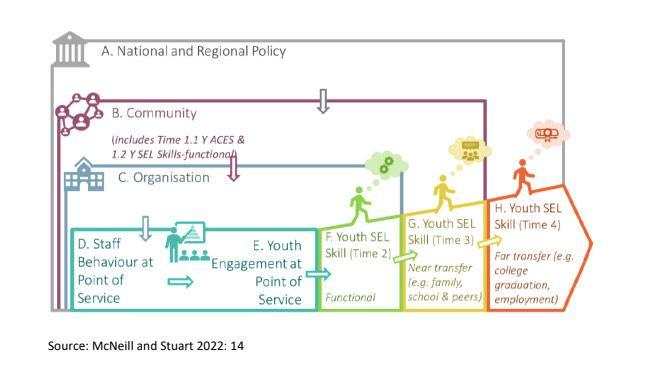 A. National and Regional Policy
B. Community
(includes Time 1.1 Y ACES &
1.2 Y SEL Skills-functional)
C. Organisation
D. Staff
Behaviour at
Point of
Service
E. Youth
Engagement at
Point of
Service
F. Youth SEL
Skill (Time 2)
Functional
G. Youth SEL
Skill (Time 3)
Near transfer
(e.g. family,
school & peers)
H. Youth SEL
Skill (Time 4)
Far transfer (e.g.
college
graduation,
employment)
Source: McNeill and Stuart 2022: 14